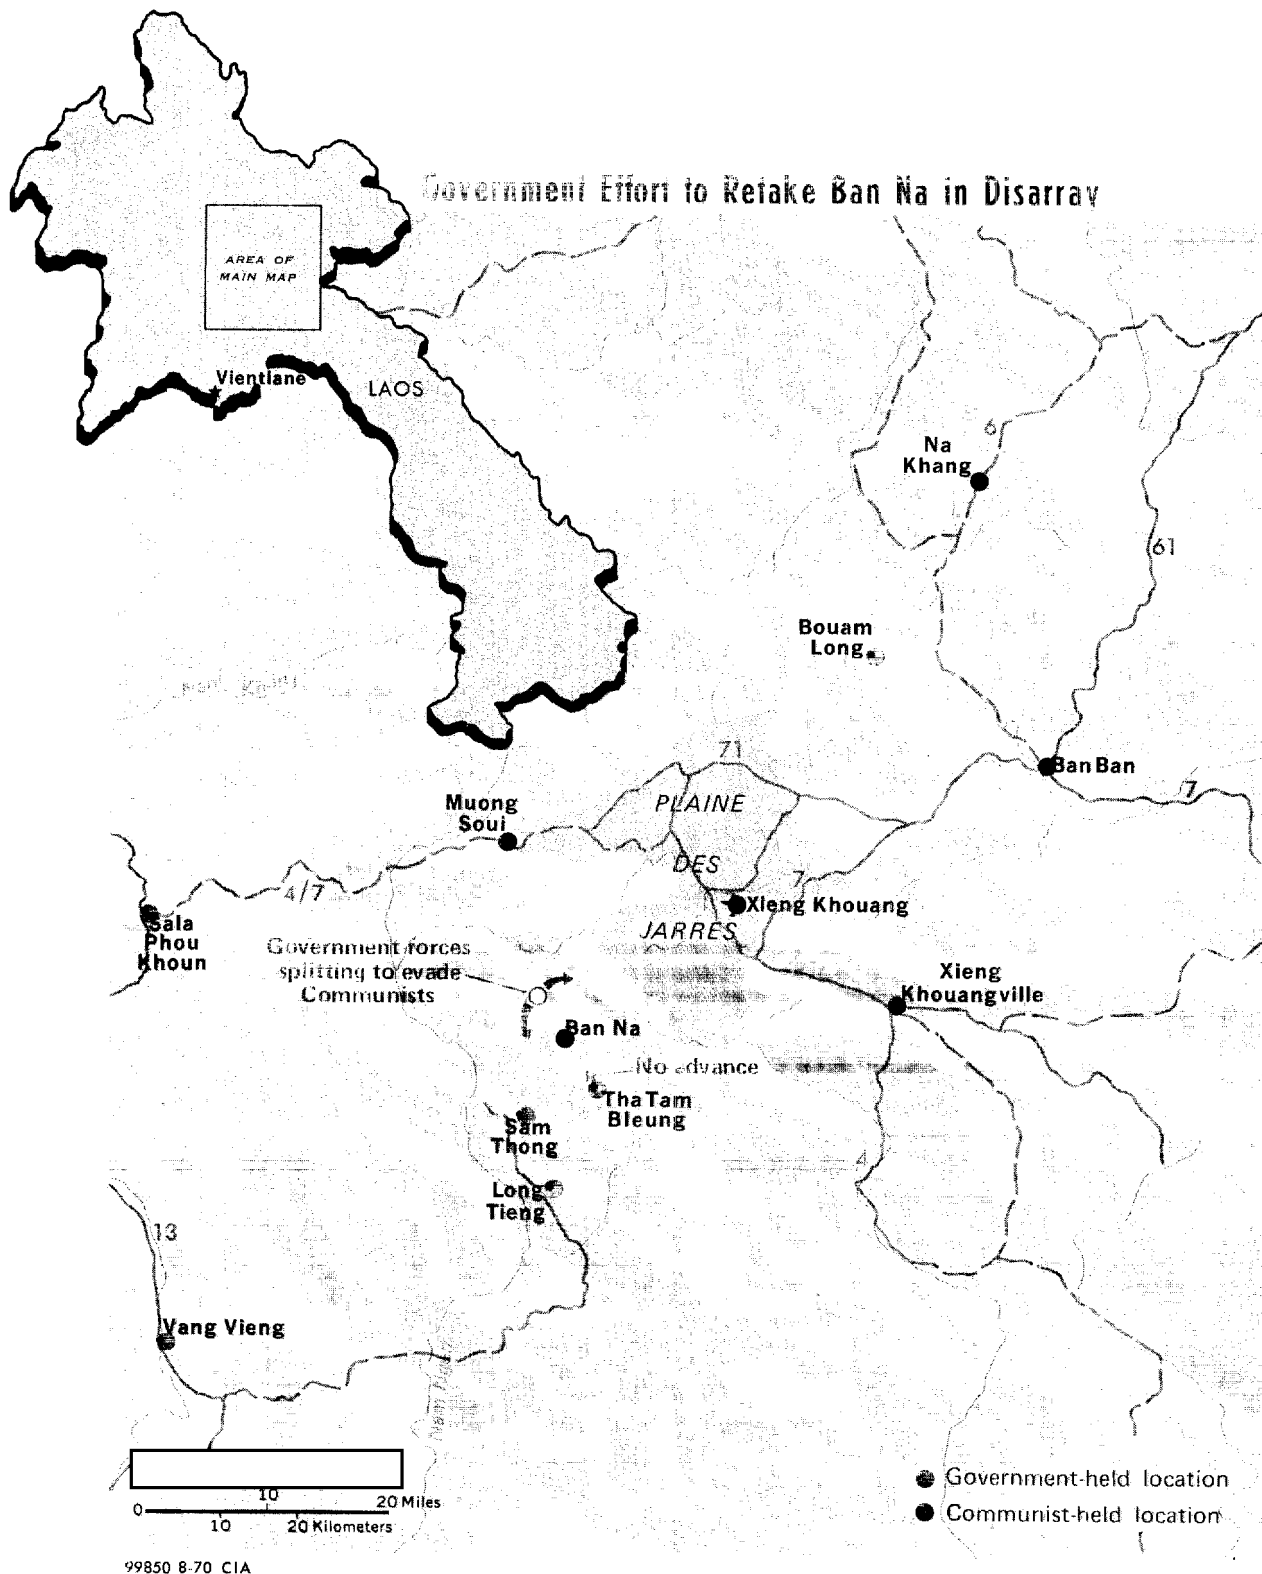 Government Effort to Retake Ban Na in Disarray
AREA OF
MAIN MAP
Vientiane
LAOS
6
Na
Khang
61
Bouam
Long
71
Ban Ban
7
PLAINE
Muong
Soui
DES
7
4/7
Xieng Khouang
Sala
Phou
Khoun
JARRES
Government forces
splitting to evade
Communists
Xieng
Khouangville
Ban Na
No advance
Tha Tam
Bleung
Sam
Thong
4
Long
Tieng
13
Vang Vieng
Government-held location
Communist-held location
0 10 20 Miles
10 20 Kilometers
99850 8-70 CIA